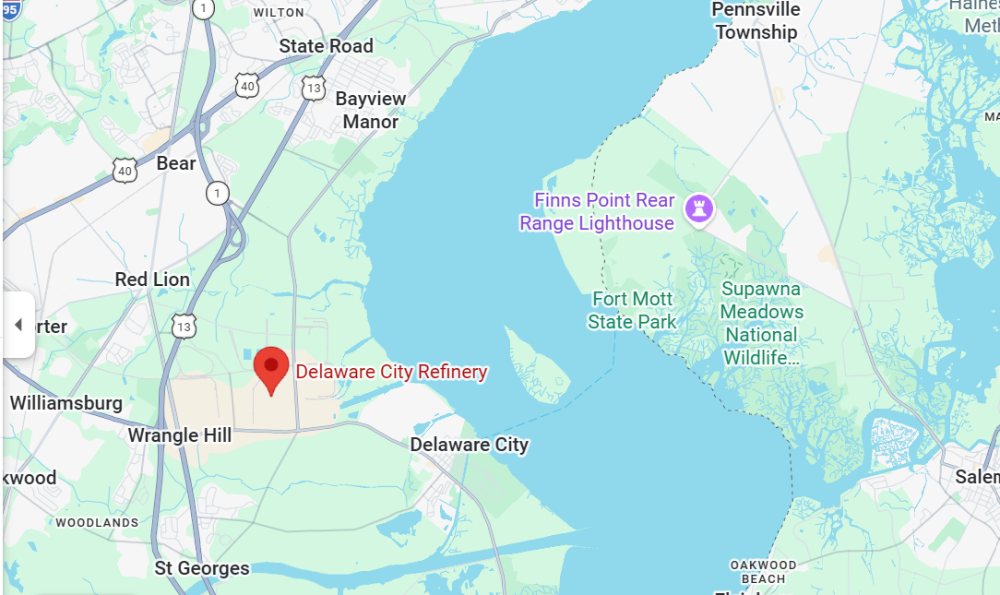 95
1
WILTON
State Road
40
13
Bayview
Manor
Pennsville
Township
40
Bear
1
Finns Point Rear
Range Lighthouse
Red Lion
Fort Mott
State Park
Supawna
Meadows
National
Wildlife...
13
Delaware City Refinery
Williamsburg
Wrangle Hill
Delaware City
WOODLANDS
St Georges
OAKWOOD
BEACH